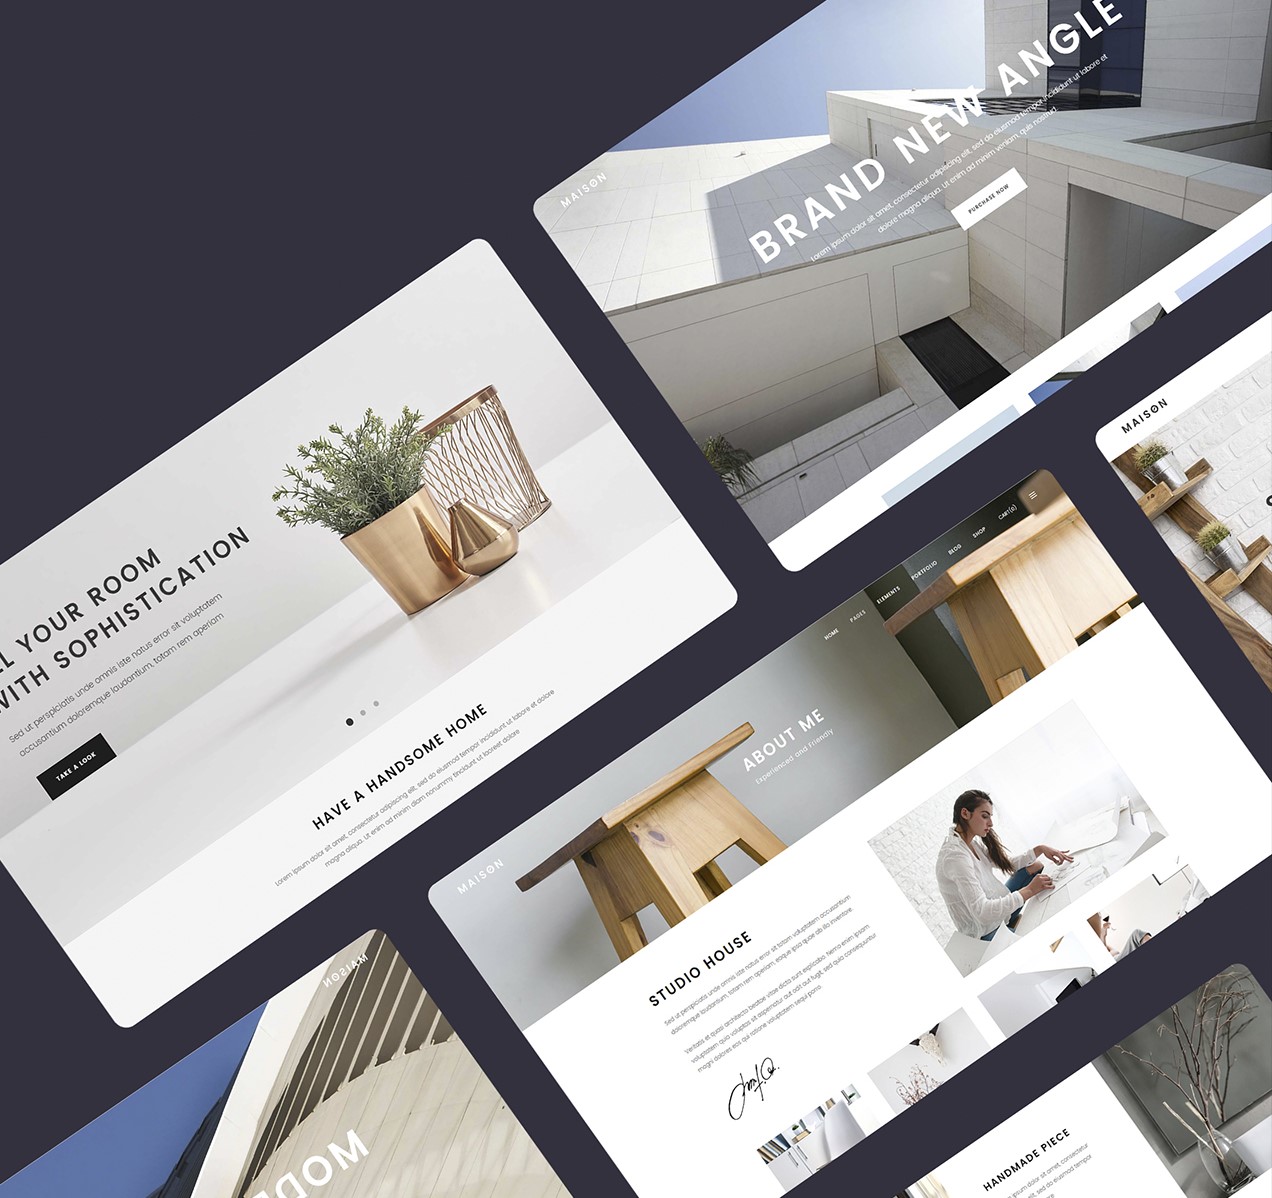 MAISON
BRAND NEW ANGLE
Lorem ipsum dolor sit amet, consectetur adipiscing elit, sed do eiusmod tempor incididunt ut labore et
dolore magna aliqua. Ut enim ad minim veniam, quis nostrud
PURCHASE NOW
YOUR ROOM
WITH SOPHISTICATION
Sed ut perspiciatis unde omnis iste natus error sit voluptatem
accusantium doloremque laudantium, totam rem aperiam
TAKE A LOOK
HAVE A HANDSOME HOME
Lorem ipsum dolor sit amet, consectetur adipiscing elit, sed do eiusmod tempor incididunt ut labore et dolore
magna aliqua. Ut enim ad minim diam nonummy tincidunt ut laoreet dolore
MAISON
MAISON
HOME PAGES ELEMENTS PORTFOLIO BLOG SHOP CART(0)
ABOUT ME
Experienced and Friendly
STUDIO HOUSE
Sed ut perspiciatis unde omnis iste natus error sit totam voluptatem accusantium
doloremque laudantium, totam rem aperiam, eaque ipsa quae ab illo inventore.
Veritatis et quasi architecto beatae vitae dicta sunt explicabo. Nemo enim ipsam
voluptatem quia voluptas sit aspernatur aut odit aut fugit, sed quia consequuntur
magni dolores eos qui ratione voluptatem sequi porro.
MAISON
HANDMADE PIECE
ipsum dolor sit amet, consectetur
elit, sed do eiusmod tempor